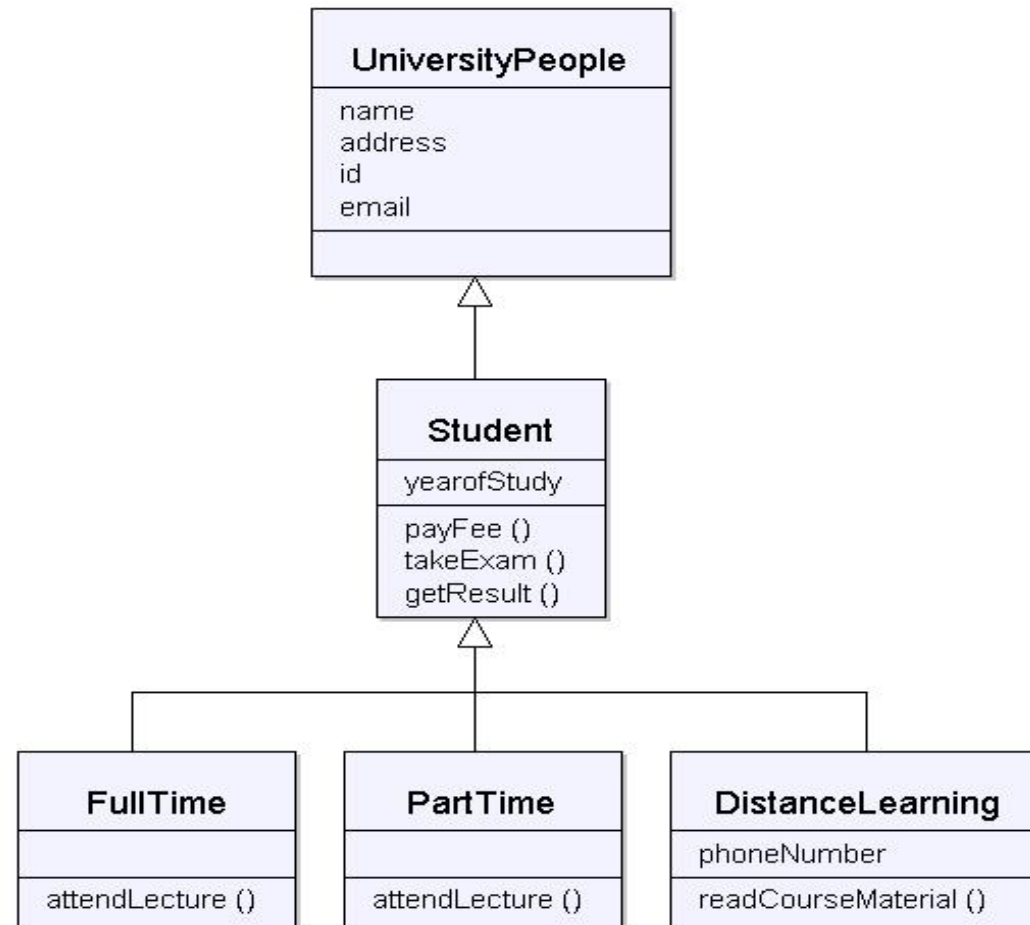 UniversityPeople
name
address
id
email
Student
yearofStudy
payFee ()
takeExam ()
getResult ()
FullTime
attendLecture ()
PartTime
attendLecture ()
DistanceLearning
phoneNumber
readCourseMaterial ()